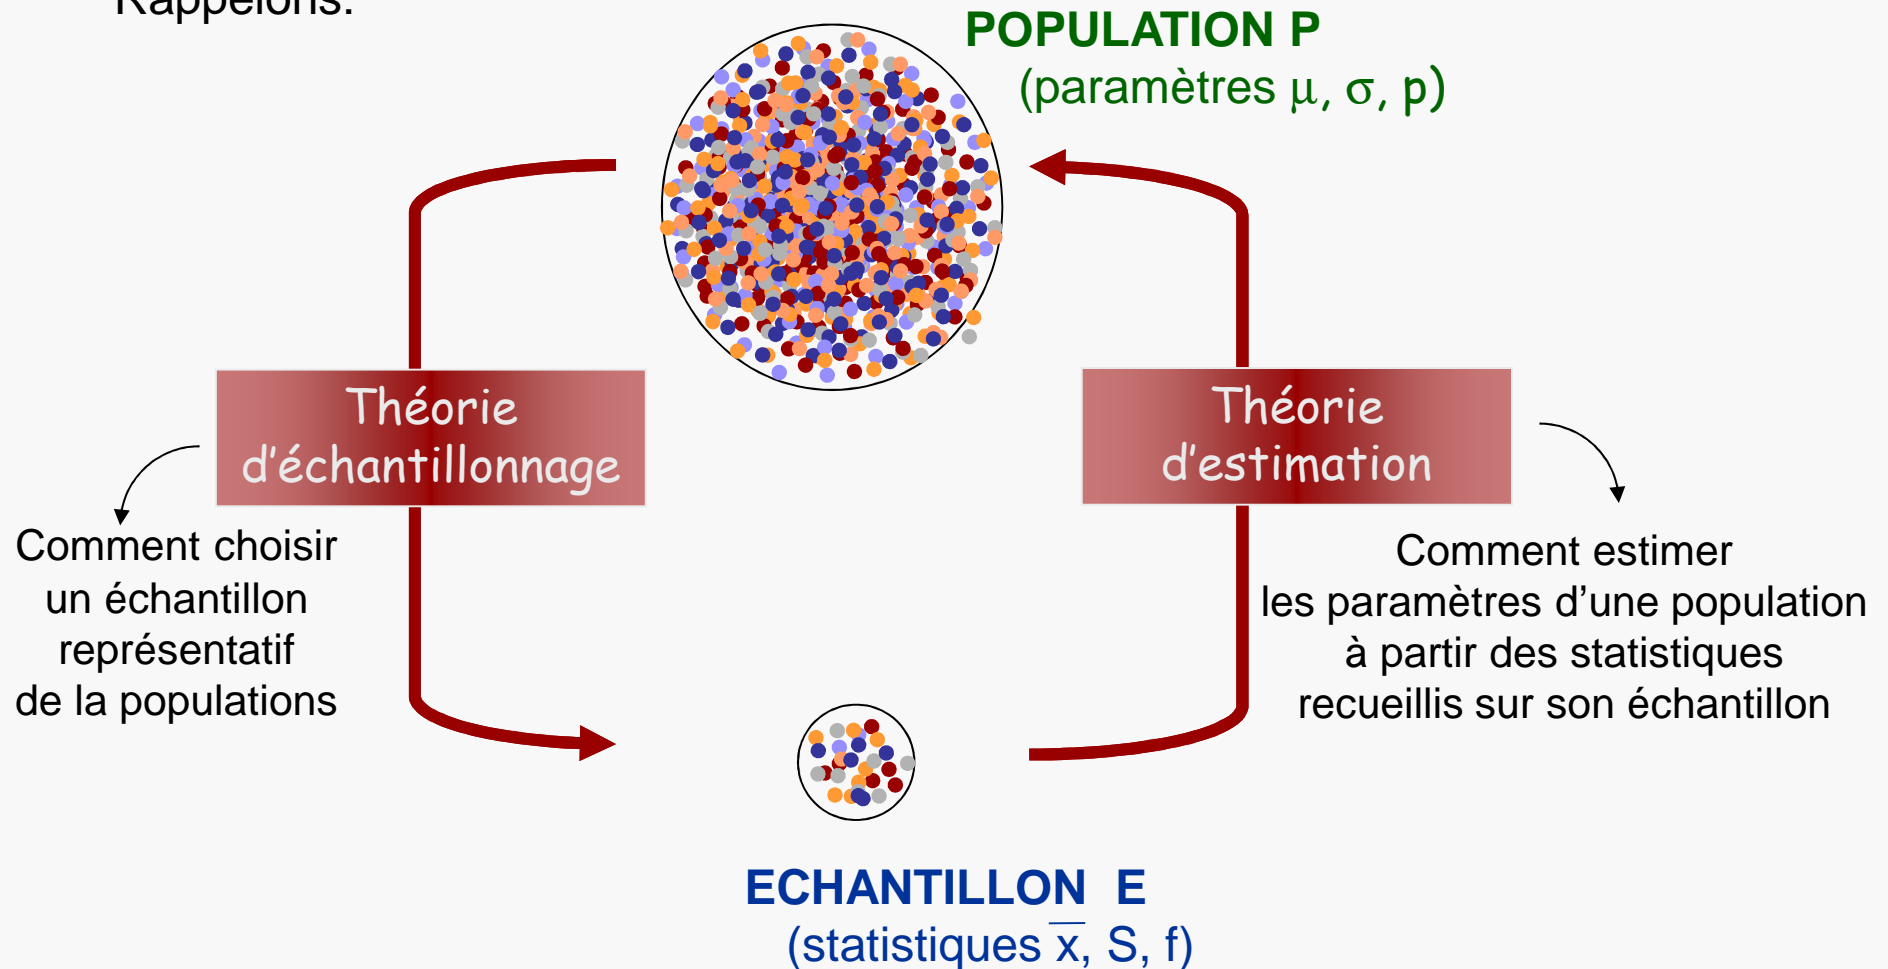 Rappelons:
POPULATION P
(paramètres μ, σ, p)
Théorie
d'échantillonnage
Théorie
d'estimation
Comment choisir
un échantillon
représentatif
de la populations
Comment estimer
les paramètres d’une population
à partir des statistiques
recueillis sur son échantillon
ECHANTILLON E
(statistiques x̅, S, f)